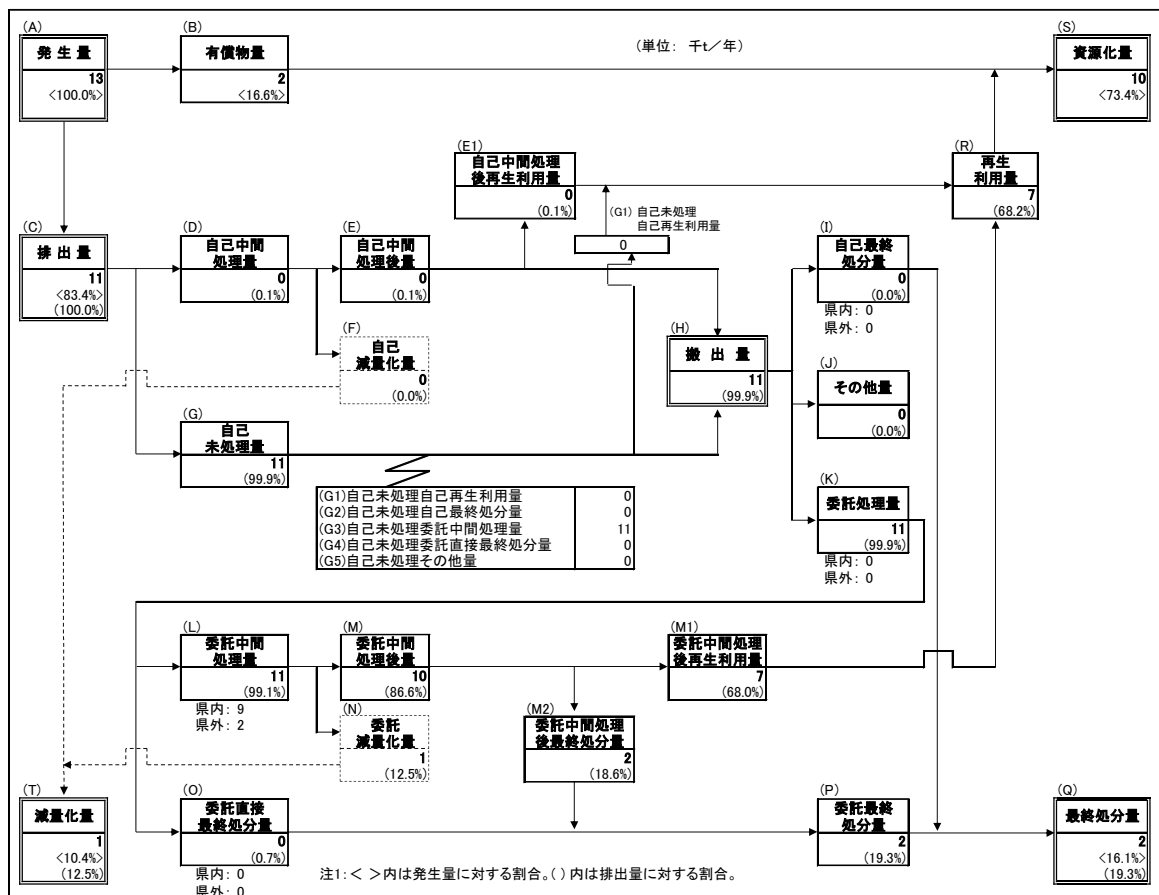 (A)
発 生 量
13
<100.0%>
(B)
有償物量
2
<16.6%>
(単位: 千t/年)
(S)
資源化量
10
<73.4%>
(E1)
自己中間処理
後再生利用量
0
(0.1%)
(G1) 自己未処理
自己再生利用量
0
(R)
再生
利用量
7
(68.2%)
(C)
排 出 量
11
<83.4%>
(100.0%)
(D)
自己中間
処理量
0
(0.1%)
(E)
自己中間
処理後量
0
(0.1%)
(F)
自己
減量化量
0
(0.0%)
(G)
自己
未処理量
11
(99.9%)
(H)
搬 出 量
11
(99.9%)
(I)
自己最終
処分量
0
(0.0%)
県内: 0
県外: 0
(J)
その他量
0
(0.0%)
(K)
委託処理量
11
(99.9%)
県内: 0
県外: 0
(G1)自己未処理自己再生利用量 0
(G2)自己未処理自己最終処分量 0
(G3)自己未処理委託中間処理量 11
(G4)自己未処理委託直接最終処分量 0
(G5)自己未処理その他量 0
(L)
委託中間
処理量
11
(99.1%)
県内: 9
県外: 2
(M)
委託中間
処理後量
10
(86.6%)
(N)
委託
減量化量
1
(12.5%)
(M1)
委託中間処理
後再生利用量
7
(68.0%)
(M2)
委託中間処理
後最終処分量
2
(18.6%)
(T)
減量化量
1
<10.4%>
(12.5%)
(O)
委託直接
最終処分量
0
(0.7%)
県内: 0
県外: 0
(P)
委託最終
処分量
2
(19.3%)
(Q)
最終処分量
2
<16.1%>
(19.3%)
注1:< >内は発生量に対する割合。( )内は排出量に対する割合。